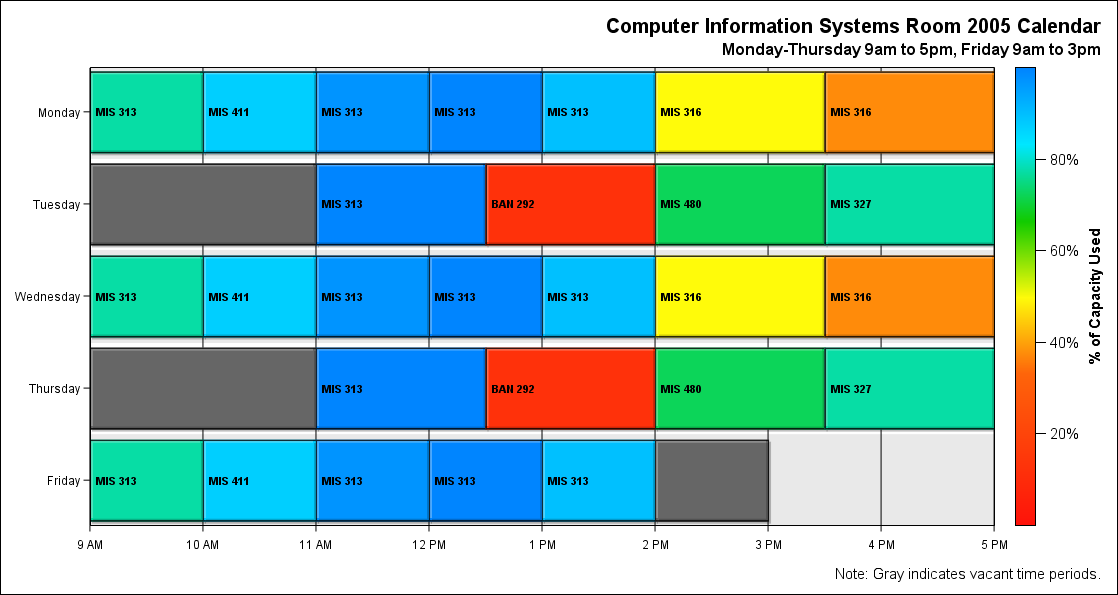 Computer Information Systems Room 2005 Calendar
Monday-Thursday 9am to 5pm, Friday 9am to 3pm
Monday MIS 313 MIS 411 MIS 313 MIS 313 MIS 313 MIS 316 MIS 316
Tuesday MIS 313 BAN 292 MIS 480 MIS 327
Wednesday MIS 313 MIS 411 MIS 313 MIS 313 MIS 313 MIS 316 MIS 316
Thursday MIS 313 BAN 292 MIS 480 MIS 327
Friday MIS 313 MIS 411 MIS 313 MIS 313 MIS 313
9 AM 10 AM 11 AM 12 PM 1 PM 2 PM 3 PM 4 PM 5 PM
80%
60%
40%
20%
% of Capacity Used
Note: Gray indicates vacant time periods.